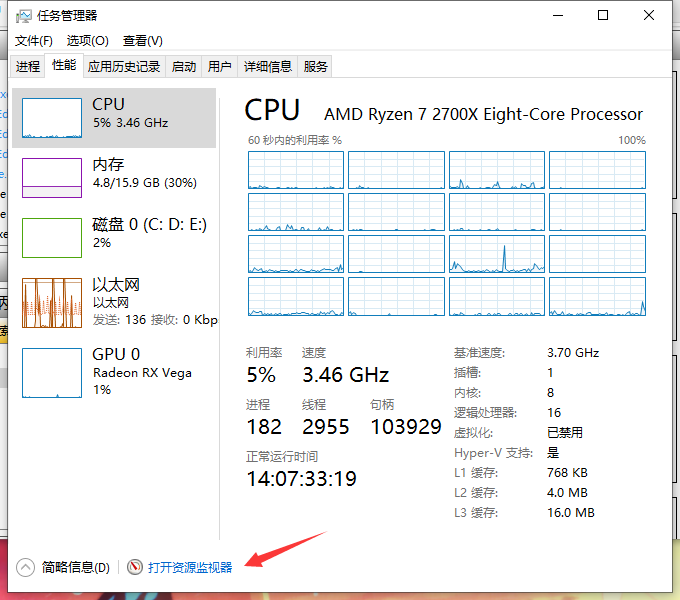 任务管理器
文件(F) 选项(O) 查看(V)
进程 性能 应用历史记录 启动 用户 详细信息 服务
CPU
5% 3.46 GHz
内存
4.8/15.9 GB (30%)
磁盘 0 (C: D: E:)
2%
以太网
以太网
发送: 136 接收: 0 Kbp
GPU 0
Radeon RX Vega
1%
CPU AMD Ryzen 7 2700X Eight-Core Processor
60 秒内的利用率 % 100%
利用率 速度
5% 3.46 GHz
进程 线程 句柄
182 2955 103929
正常运行时间
14:07:33:19
基准速度: 3.70 GHz
插槽: 1
内核: 8
逻辑处理器: 16
虚拟化: 已禁用
Hyper-V 支持: 是
L1 缓存: 768 KB
L2 缓存: 4.0 MB
L3 缓存: 16.0 MB
简略信息(D) 打开资源监视器